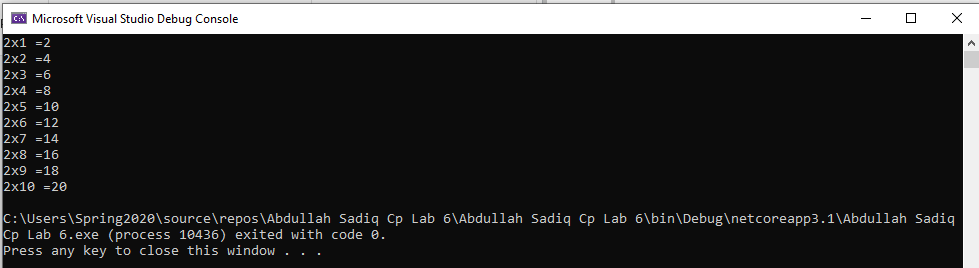 Microsoft Visual Studio Debug Console
2x1 =2
2x2 =4
2x3 =6
2x4 =8
2x5 =10
2x6 =12
2x7 =14
2x8 =16
2x9 =18
2x10 =20
C:\Users\Spring2020\source\repos\Abdullah Sadiq Cp Lab 6\Abdullah Sadiq Cp Lab 6\bin\Debug\netcoreapp3.1\Abdullah Sadiq
Cp Lab 6.exe (process 10436) exited with code 0.
Press any key to close this window . . .